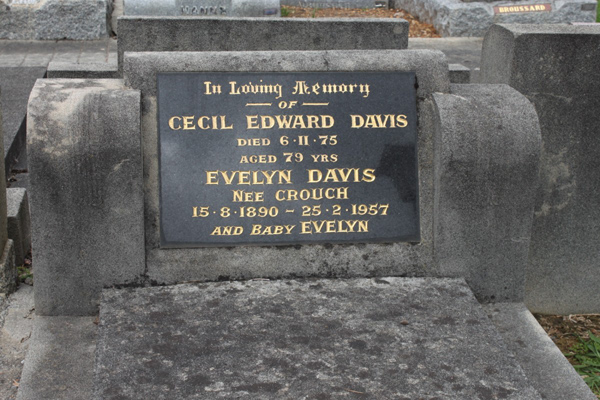 BROUSSARD
In Loving Memory
OF
CECIL EDWARD DAVIS
DIED 6·11·75
AGED 79 YRS
EVELYN DAVIS
NEE CROUCH
15·8·1890 – 25·2·1957
AND BABY EVELYN